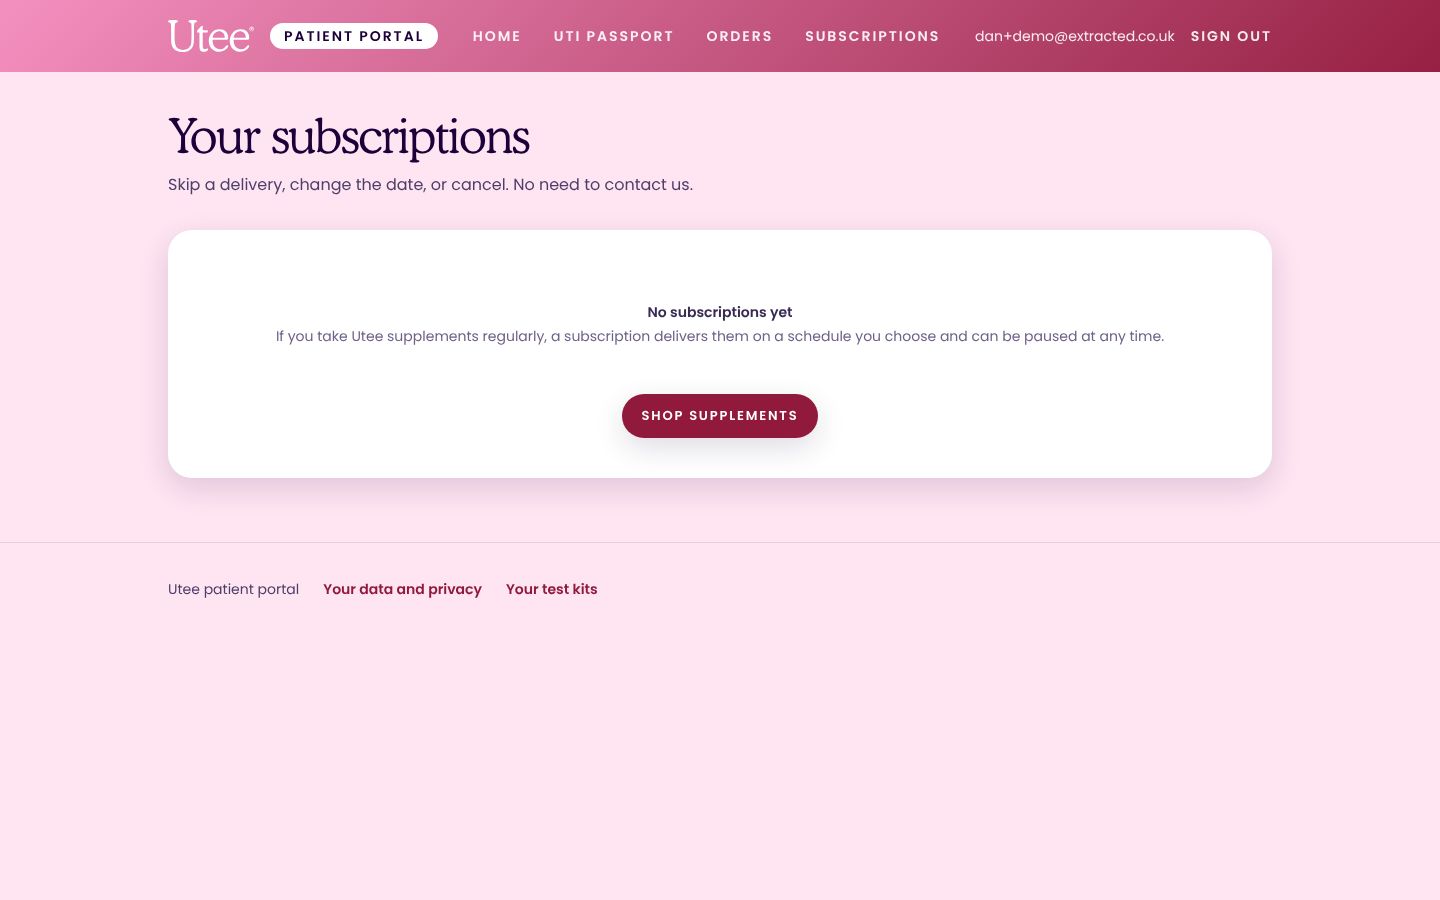 Utee® PATIENT PORTAL HOME UTI PASSPORT ORDERS SUBSCRIPTIONS dan+demo@extracted.co.uk SIGN OUT
Your subscriptions
Skip a delivery, change the date, or cancel. No need to contact us.
No subscriptions yet
If you take Utee supplements regularly, a subscription delivers them on a schedule you choose and can be paused at any time.
SHOP SUPPLEMENTS
Utee patient portal Your data and privacy Your test kits